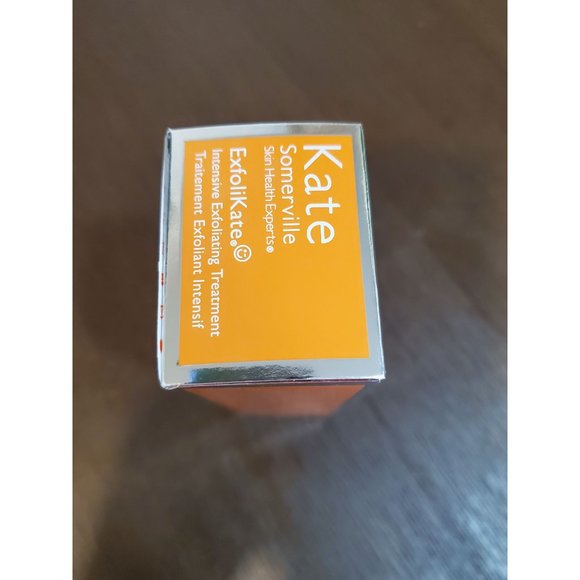 Kate
Somerville
Skin Health Experts®
ExfoliKate®
Intensive Exfoliating Treatment
Traitement Exfoliant Intensif